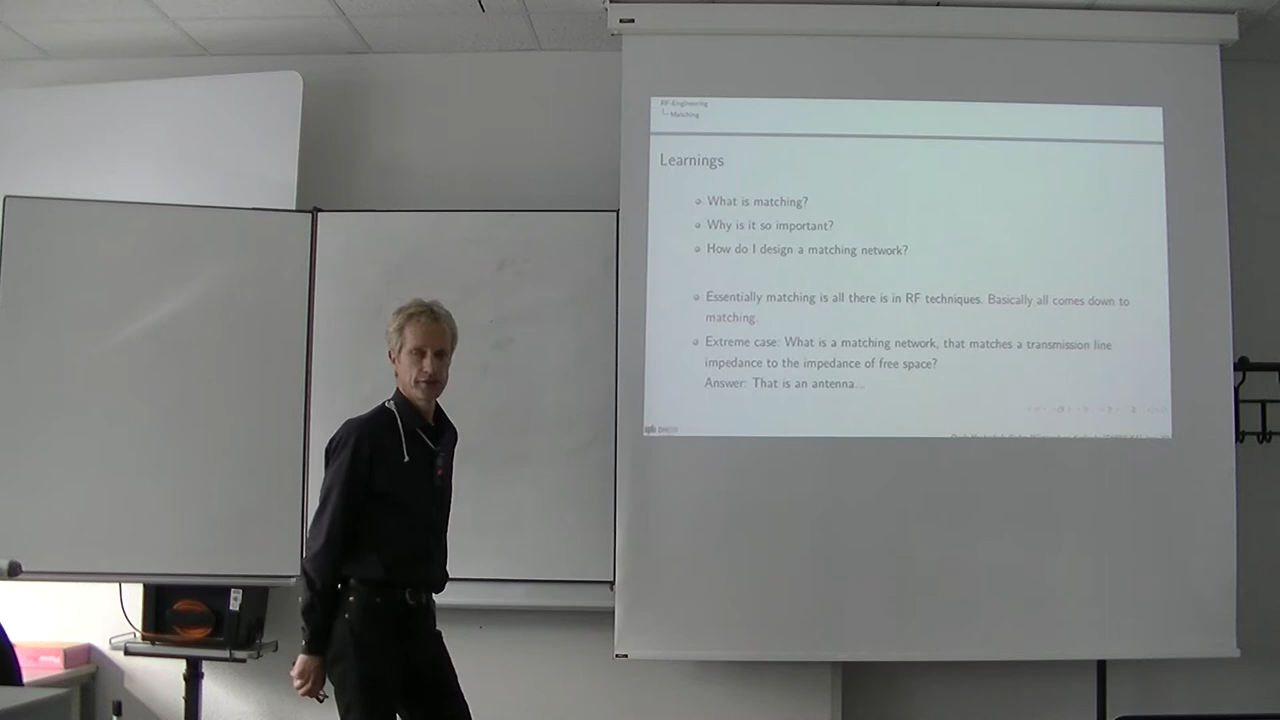 RF-Engineering
Matching
Learnings
What is matching?
Why is it so important?
How do I design a matching network?
Essentially matching is all there is in RF techniques. Basically all comes down to
matching.
Extreme case: What is a matching network, that matches a transmission line
impedance to the impedance of free space?
Answer: That is an antenna...